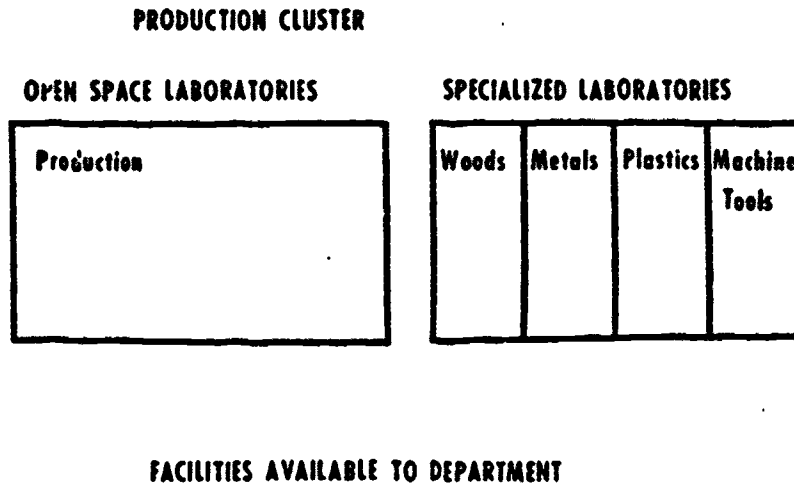 PRODUCTION CLUSTER
OPEN SPACE LABORATORIES
SPECIALIZED LABORATORIES
Production
Woods
Metals
Plastics
Machine
Tools
FACILITIES AVAILABLE TO DEPARTMENT